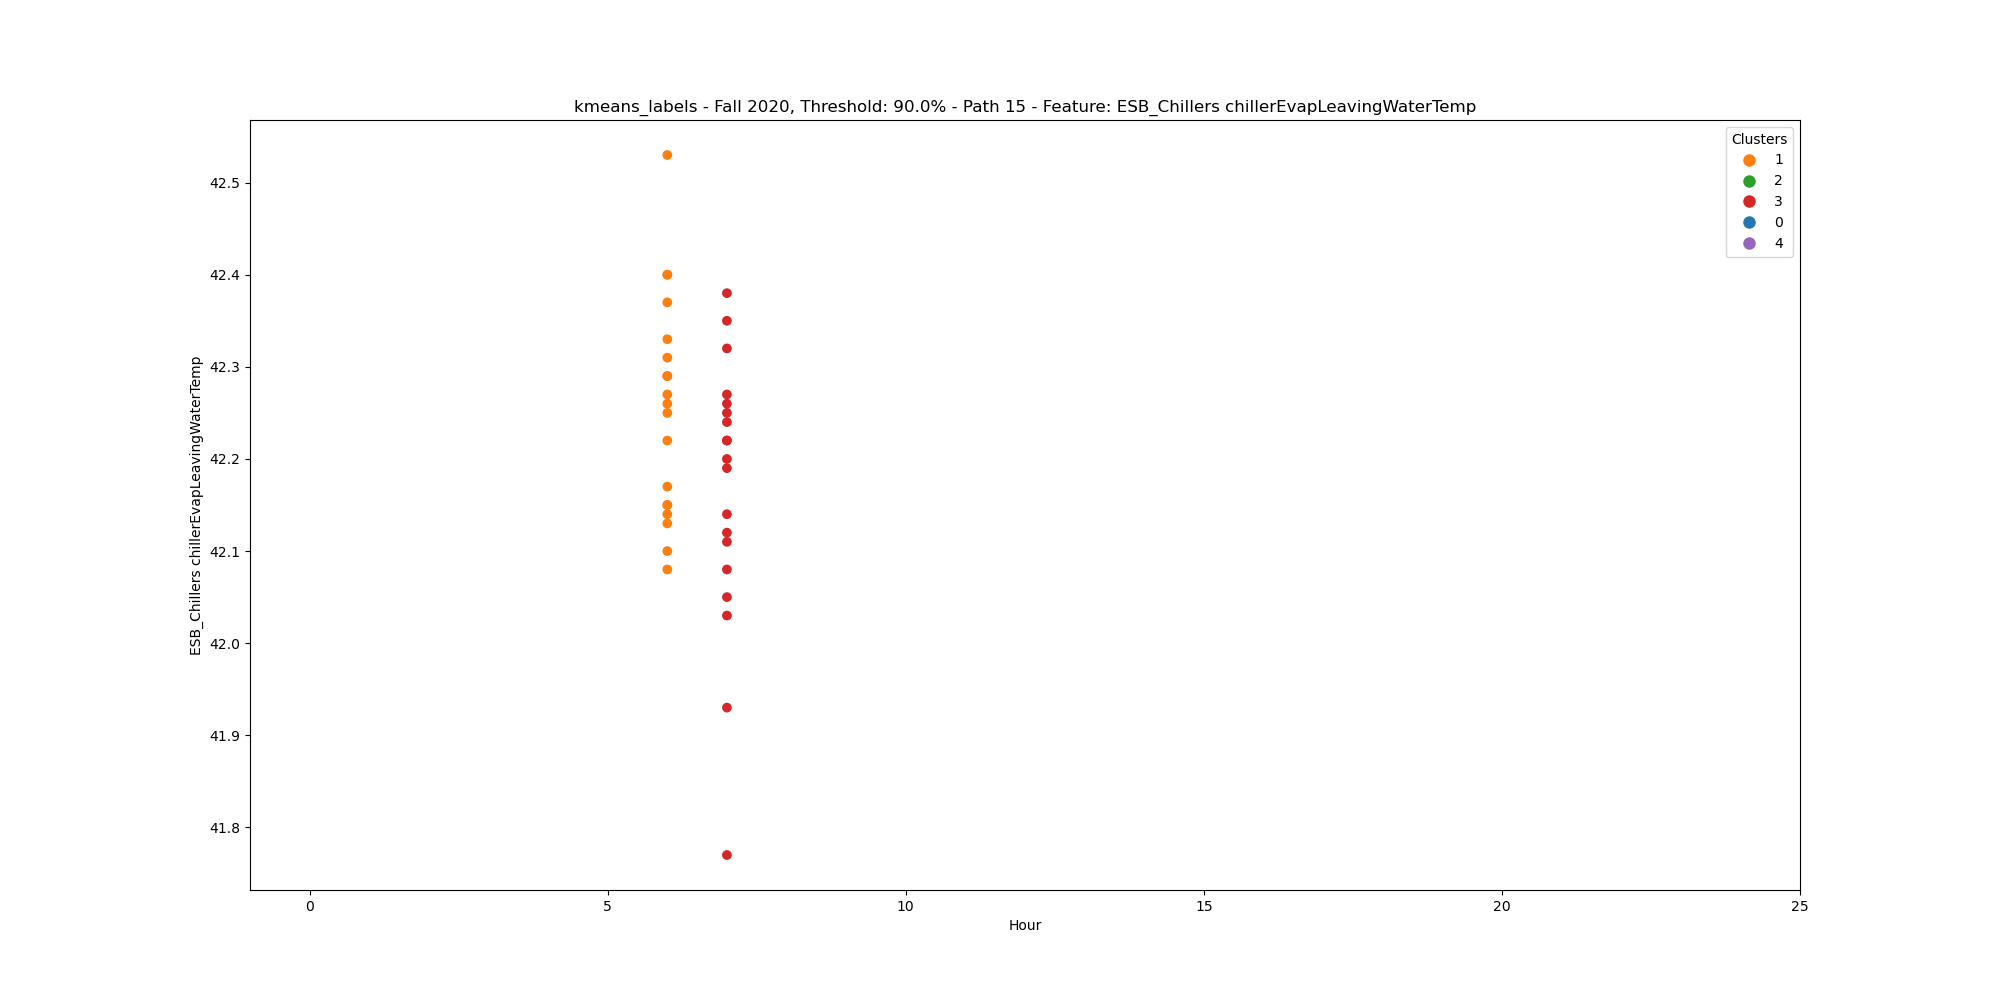 kmeans_labels - Fall 2020, Threshold: 90.0% - Path 15 - Feature: ESB_Chillers chillerEvapLeavingWaterTemp
Clusters
1
2
3
0
4
ESB_Chillers chillerEvapLeavingWaterTemp
42.5
42.4
42.3
42.2
42.1
42.0
41.9
41.8
0 5 10 15 20 25
Hour